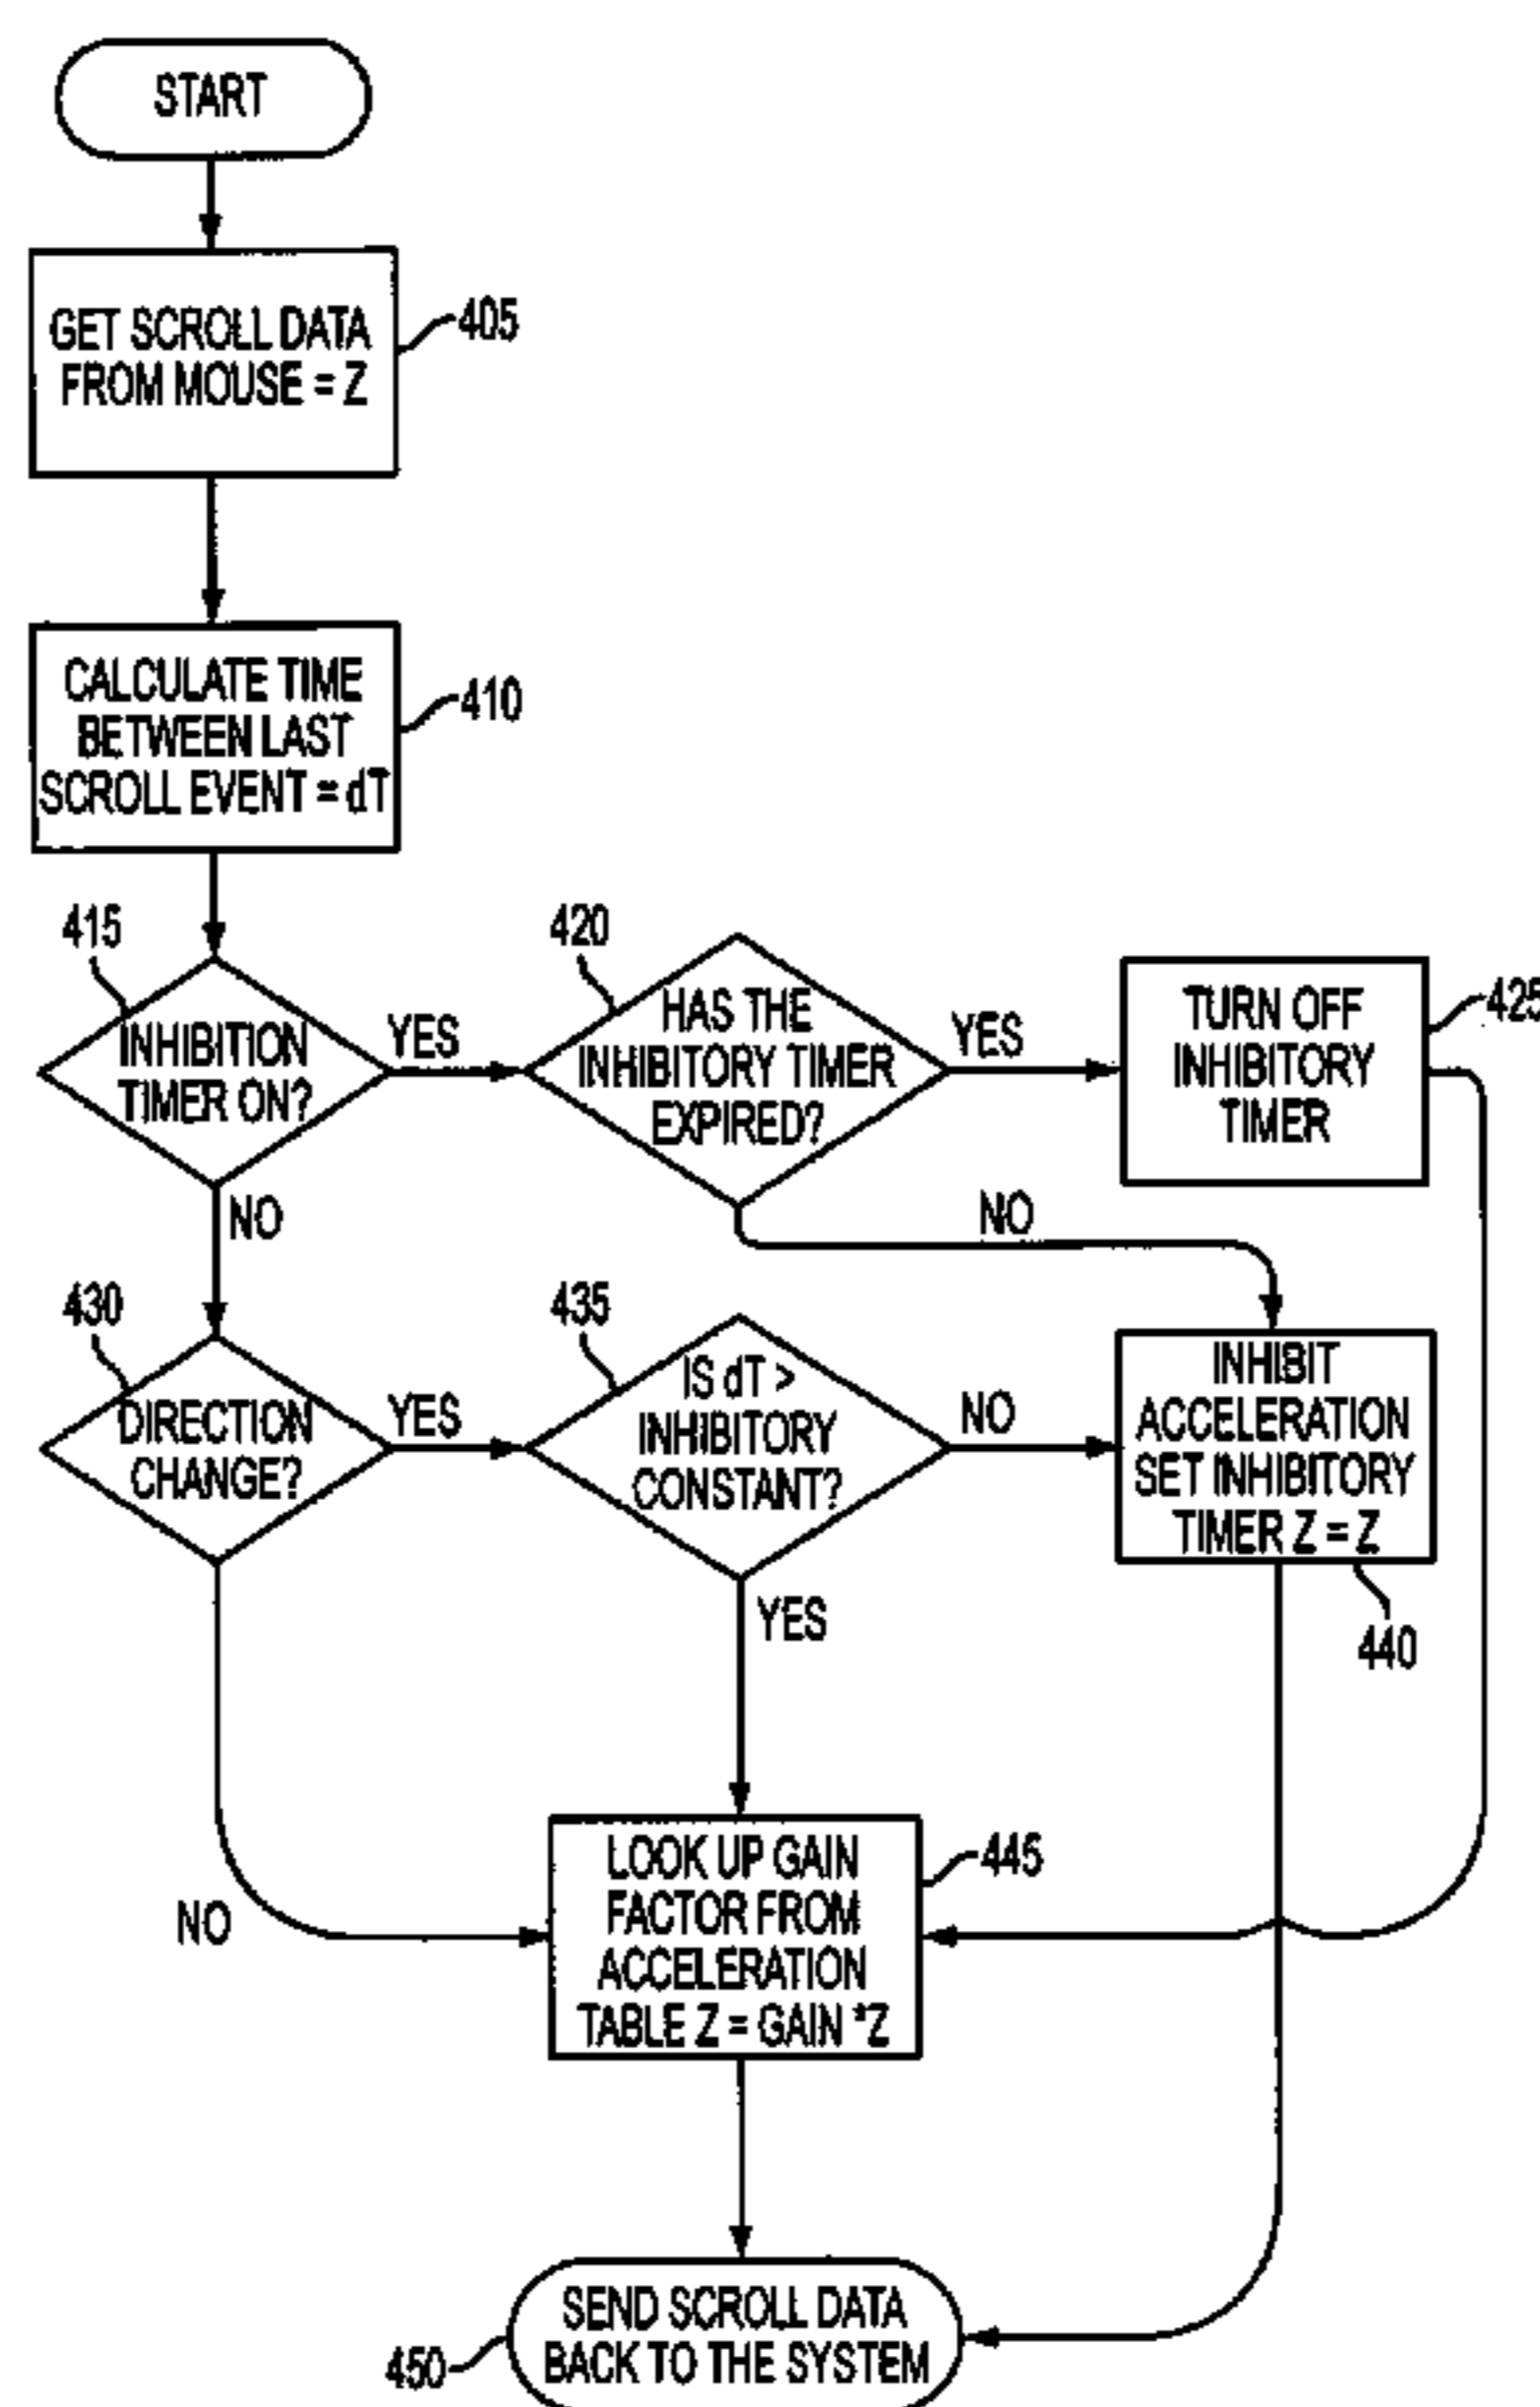 START
GET SCROLL DATA
FROM MOUSE = Z
405
CALCULATE TIME
BETWEEN LAST
SCROLL EVENT = dT
410
415
INHIBITION
TIMER ON?
YES
NO
420
HAS THE
INHIBITORY TIMER
EXPIRED?
YES
NO
TURN OFF
INHIBITORY
TIMER
425
430
DIRECTION
CHANGE?
YES
NO
435
IS dT >
INHIBITORY
CONSTANT?
NO
YES
INHIBIT
ACCELERATION
SET INHIBITORY
TIMER Z = Z
440
LOOK UP GAIN
FACTOR FROM
ACCELERATION
TABLE Z = GAIN *Z
445
SEND SCROLL DATA
BACK TO THE SYSTEM
450